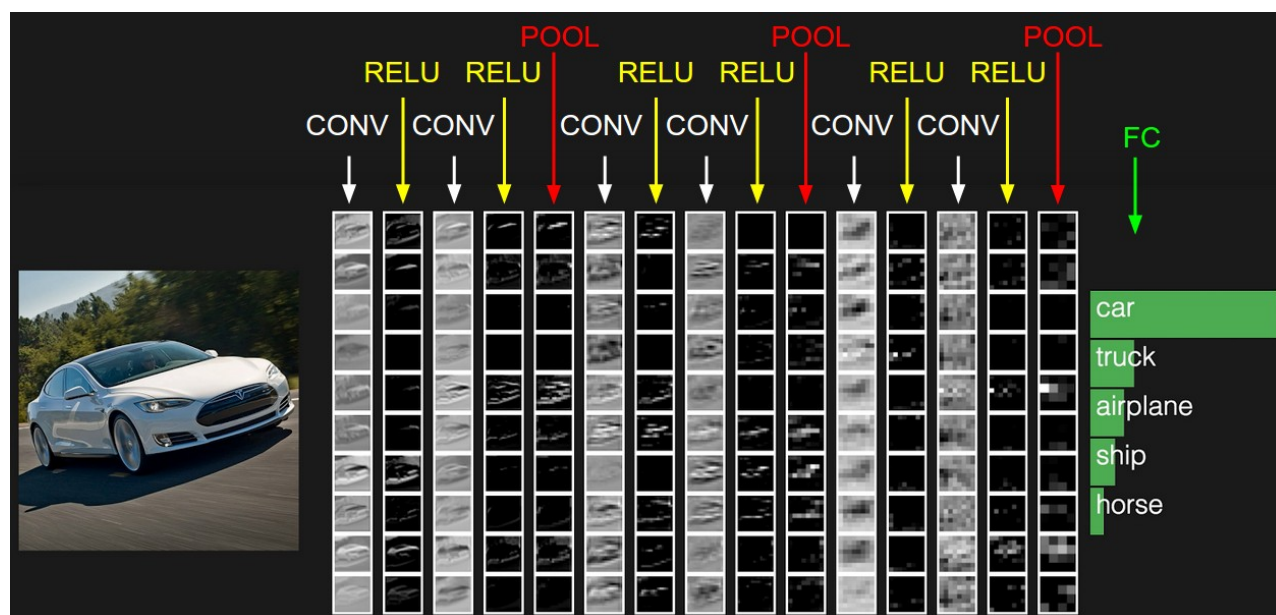 POOL POOL POOL
RELU RELU RELU RELU RELU RELU
CONV CONV CONV CONV CONV CONV
FC
car
truck
airplane
ship
horse